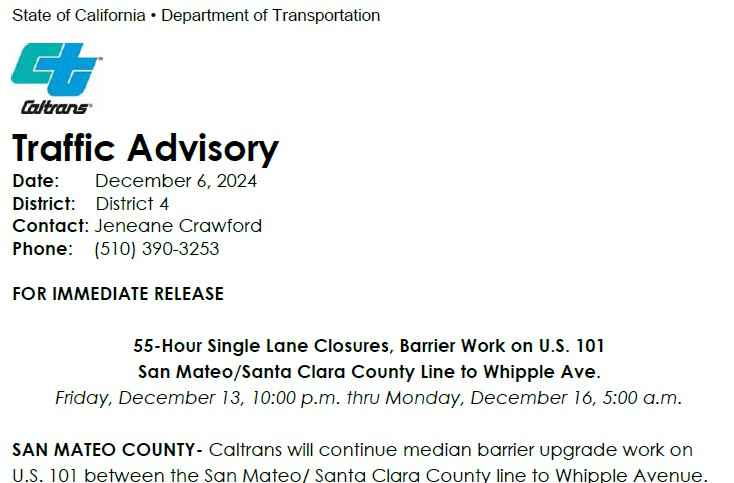 State of California • Department of Transportation
Caltrans®
Traffic Advisory
Date: December 6, 2024
District: District 4
Contact: Jeneane Crawford
Phone: (510) 390-3253
FOR IMMEDIATE RELEASE
55-Hour Single Lane Closures, Barrier Work on U.S. 101
San Mateo/Santa Clara County Line to Whipple Ave.
Friday, December 13, 10:00 p.m. thru Monday, December 16, 5:00 a.m.
SAN MATEO COUNTY- Caltrans will continue median barrier upgrade work on
U.S. 101 between the San Mateo/ Santa Clara County line to Whipple Avenue.